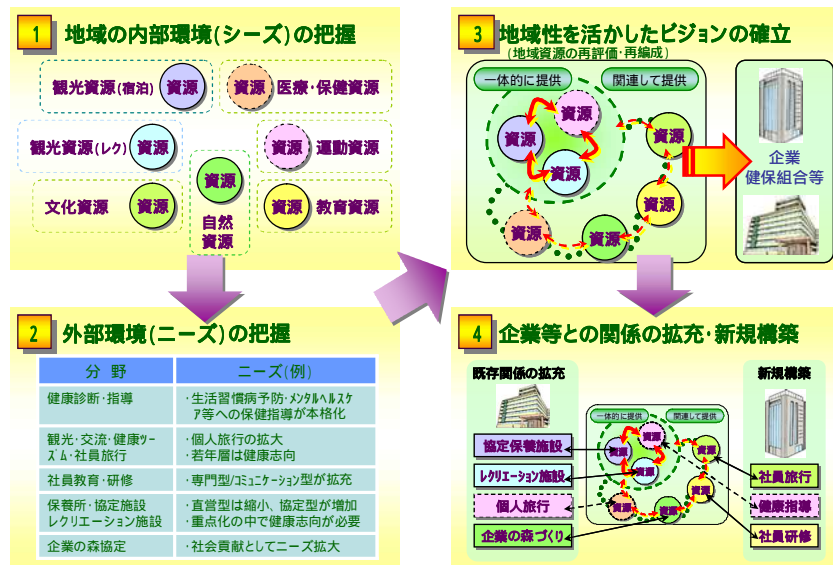 1 地域の内部環境(シーズ)の把握
観光資源(宿泊) 資源
資源 医療・保健資源
観光資源(レク) 資源
資源 運動資源
文化資源 資源
資源
自然
資源
資源 教育資源
2 外部環境(ニーズ)の把握
分 野 ニーズ(例)
健康診断・指導
・生活習慣病予防・メンタルヘルスケ
ア等への保健指導が本格化
観光・交流・健康ツー
ズム・社員旅行
・個人旅行の拡大
・若年層は健康志向
社員教育・研修
・専門型/コミュニケーション型が拡充
保養所・協定施設
レクリエーション施設
・直営型は縮小、協定型が増加
・重点化の中で健康志向が必要
企業の森協定
・社会貢献としてニーズ拡大
3 地域性を活かしたビジョンの確立
(地域資源の再評価・再編成)
一体的に提供 関連して提供
資源
資源
資源
資源
資源
資源
資源
企業
健保組合等
4 企業等との関係の拡充・新規構築
既存関係の拡充
新規構築
一体的に提供 関連して提供
資源
資源
資源
資源
資源
資源
資源
協定保養施設
レクリエーション施設
個人旅行
企業の森づくり
社員旅行
健康指導
社員研修